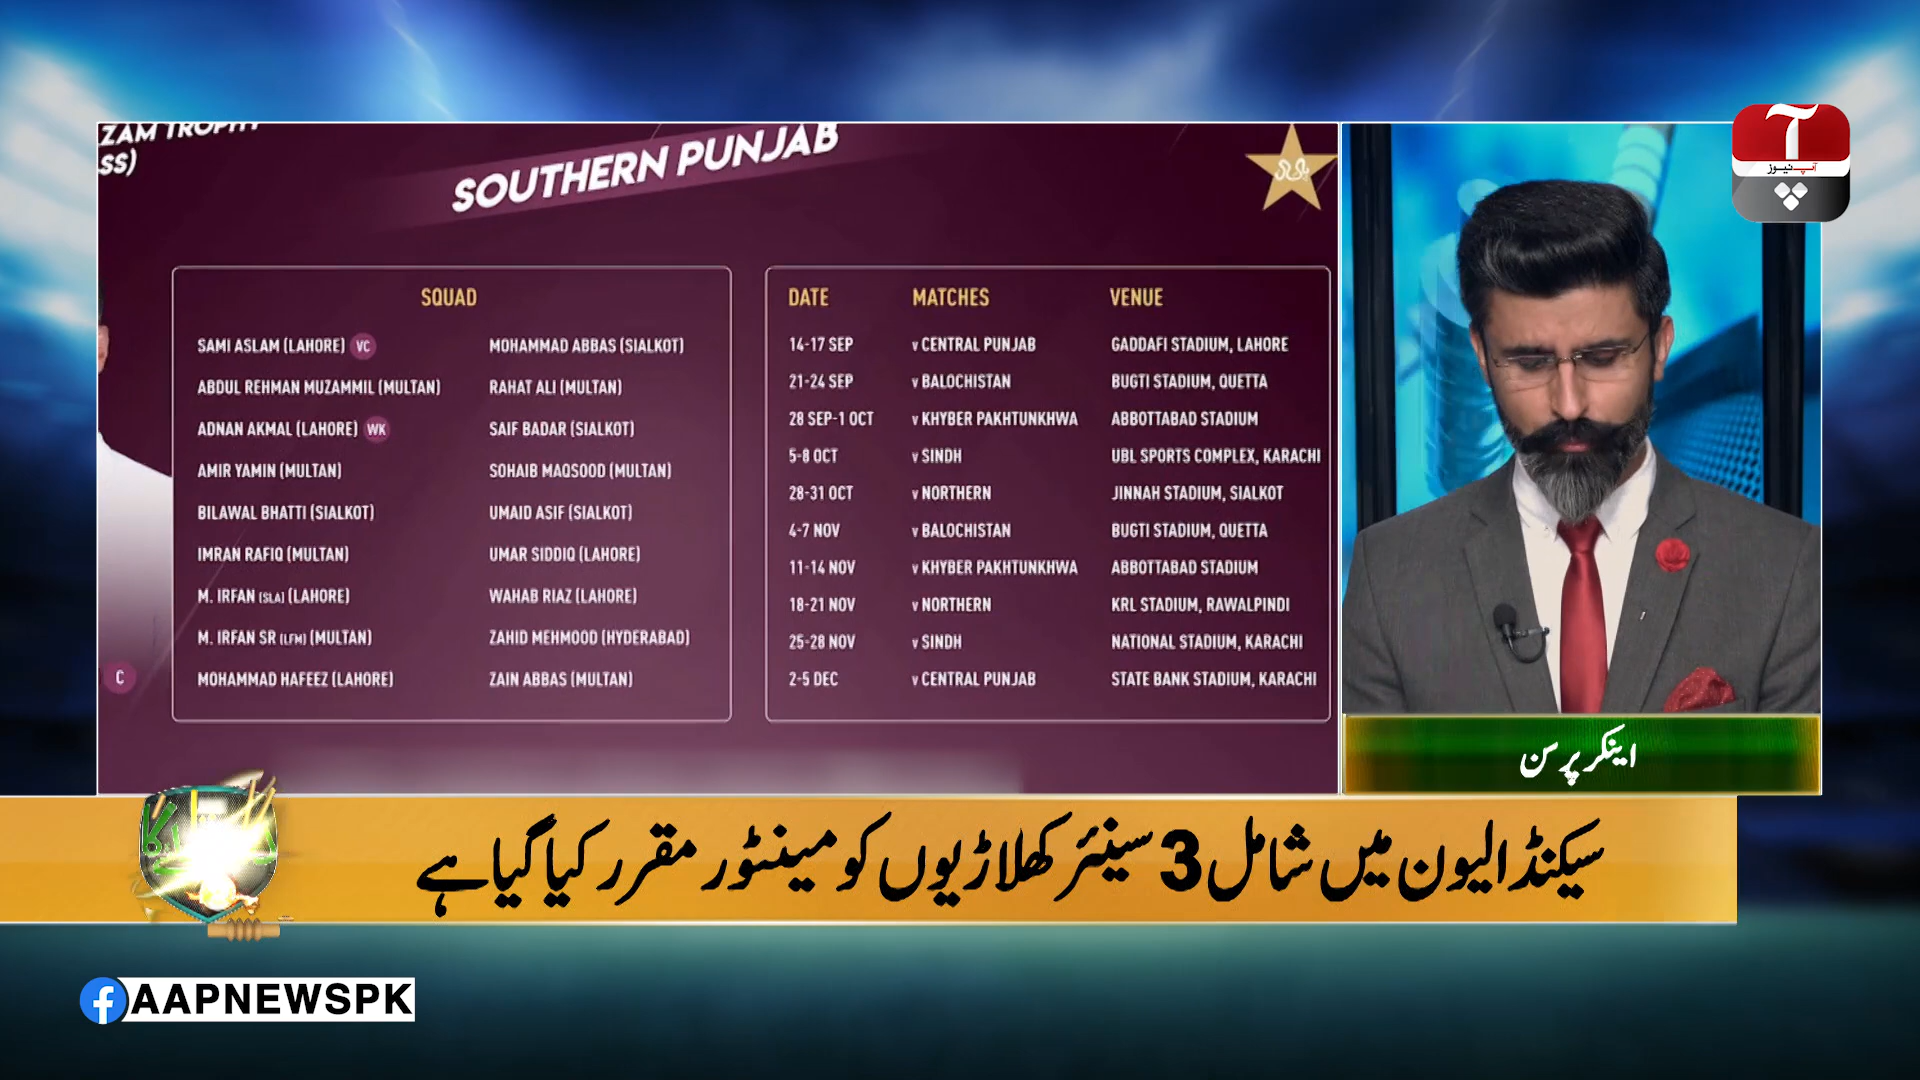 ZAM TROPHY
SS)
SOUTHERN PUNJAB
SQUAD
SAMI ASLAM (LAHORE) VC
ABDUL REHMAN MUZAMMIL (MULTAN)
ADNAN AKMAL (LAHORE) WK
AMIR YAMIN (MULTAN)
BILAWAL BHATTI (SIALKOT)
IMRAN RAFIQ (MULTAN)
M. IRFAN (SLA) (LAHORE)
M. IRFAN SR (LFM) (MULTAN)
MOHAMMAD HAFEEZ (LAHORE)
MOHAMMAD ABBAS (SIALKOT)
RAHAT ALI (MULTAN)
SAIF BADAR (SIALKOT)
SOHAIB MAQSOOD (MULTAN)
UMAID ASIF (SIALKOT)
UMAR SIDDIQ (LAHORE)
WAHAB RIAZ (LAHORE)
ZAHID MEHMOOD (HYDERABAD)
ZAIN ABBAS (MULTAN)
C
DATE MATCHES VENUE
14-17 SEP v CENTRAL PUNJAB GADDAFI STADIUM, LAHORE
21-24 SEP v BALOCHISTAN BUGTI STADIUM, QUETTA
28 SEP-1 OCT v KHYBER PAKHTUNKHWA ABBOTTABAD STADIUM
5-8 OCT v SINDH UBL SPORTS COMPLEX, KARACHI
28-31 OCT v NORTHERN JINNAH STADIUM, SIALKOT
4-7 NOV v BALOCHISTAN BUGTI STADIUM, QUETTA
11-14 NOV v KHYBER PAKHTUNKHWA ABBOTTABAD STADIUM
18-21 NOV v NORTHERN KRL STADIUM, RAWALPINDI
25-28 NOV v SINDH NATIONAL STADIUM, KARACHI
2-5 DEC v CENTRAL PUNJAB STATE BANK STADIUM, KARACHI
آپ نیوز
اینکر پرسن
سیکنڈ الیون میں شامل 3 سینئر کھلاڑیوں کو مینٹور مقرر کیا گیا ہے
AAPNEWSPK